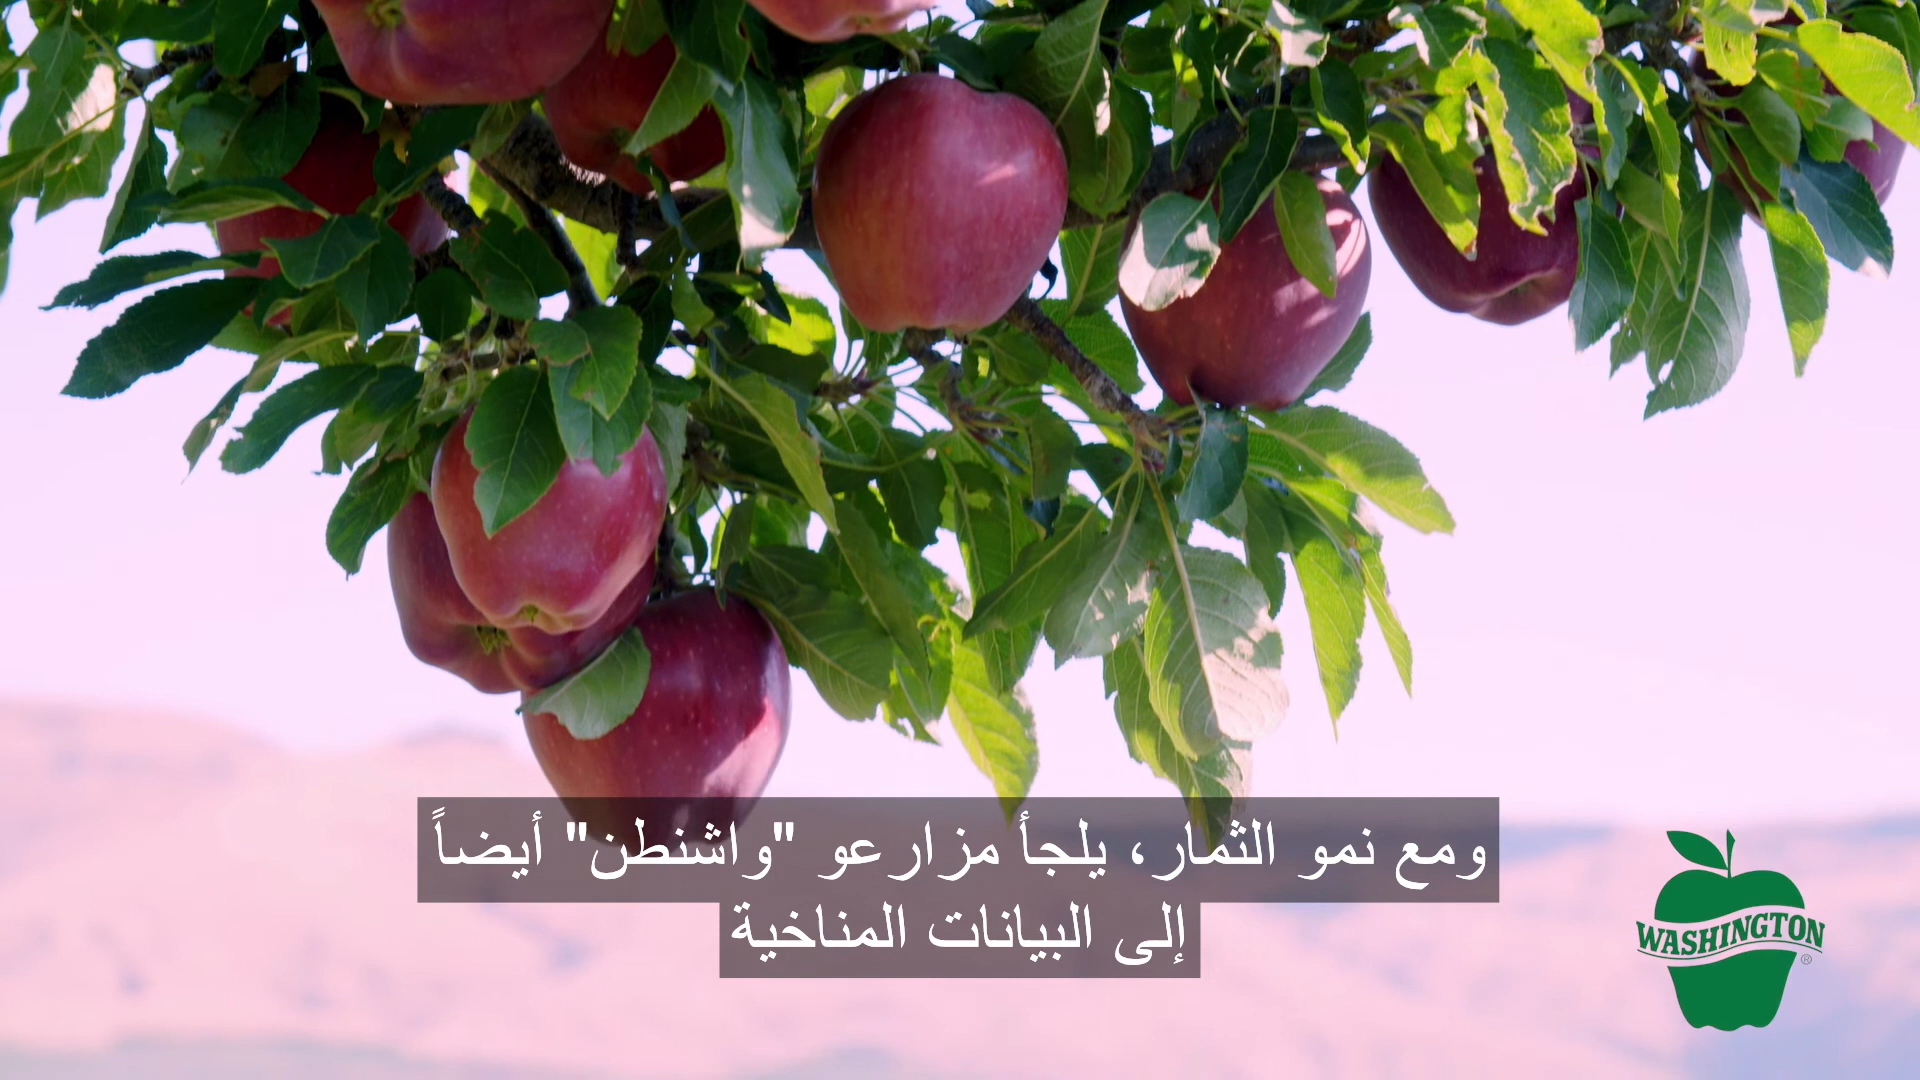 ومع نمو الثمار، يلجأ مزارعو "واشنطن" أيضاً
إلى البيانات المناخية
WASHINGTON
®